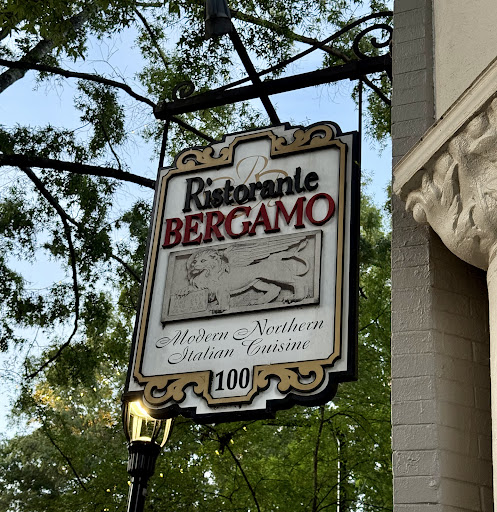 Ristorante
BERGAMO
Modern Northern
Italian Cuisine
100